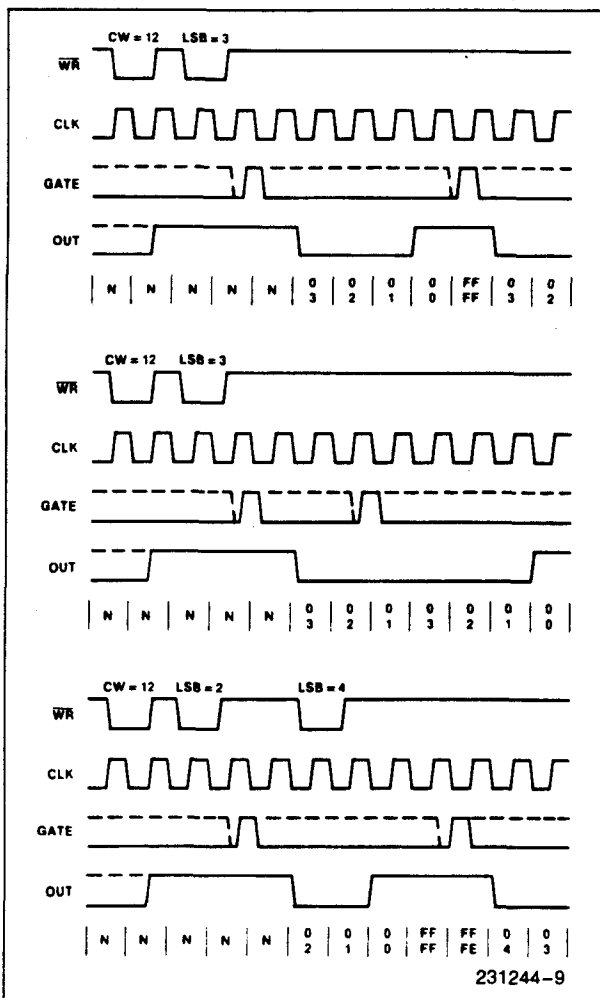 CW = 12 LSB = 3
WR
CLK
GATE
OUT
N N N N N 0 0 0 0 FF 0 0
3 2 1 0 FF 3 2
CW = 12 LSB = 3
WR
CLK
GATE
OUT
N N N N N 0 0 0 0 0 0 0
3 2 1 3 2 1 0
CW = 12 LSB = 2 LSB = 4
WR
CLK
GATE
OUT
N N N N N 0 0 0 FF FF 0 0
2 1 0 FF FE 4 3
231244-9